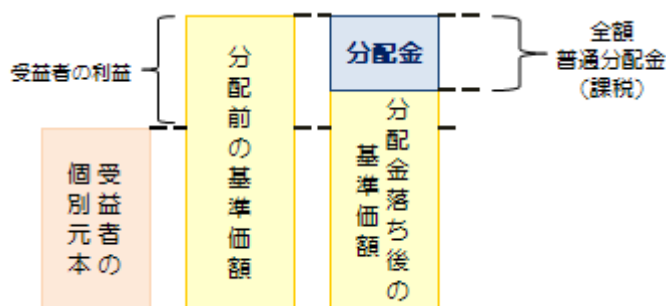 受益者の利益
受益者の
個別元本
分配前の基準価額
分配金
分配金落ち後の
基準価額
全額
普通分配金
(課税)